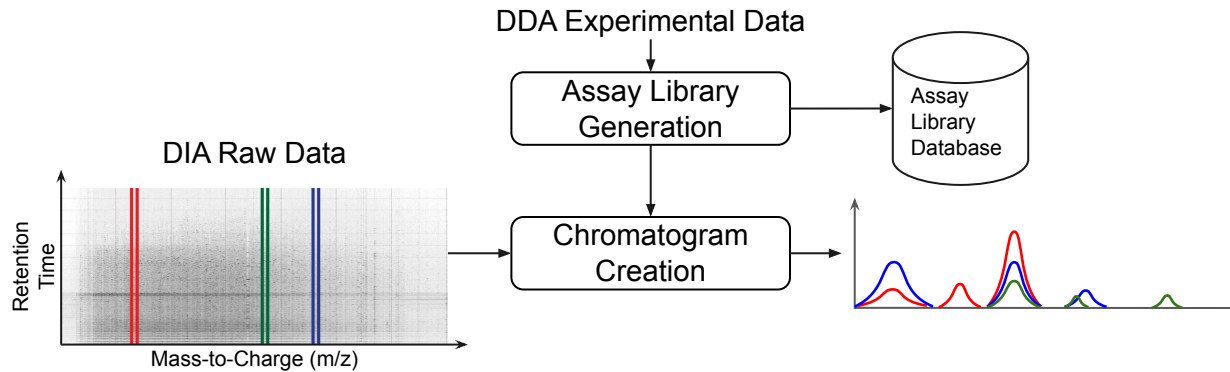 DDA Experimental Data
Assay Library
Generation
Assay
Library
Database
DIA Raw Data
Retention
Time
Mass-to-Charge (m/z)
Chromatogram
Creation